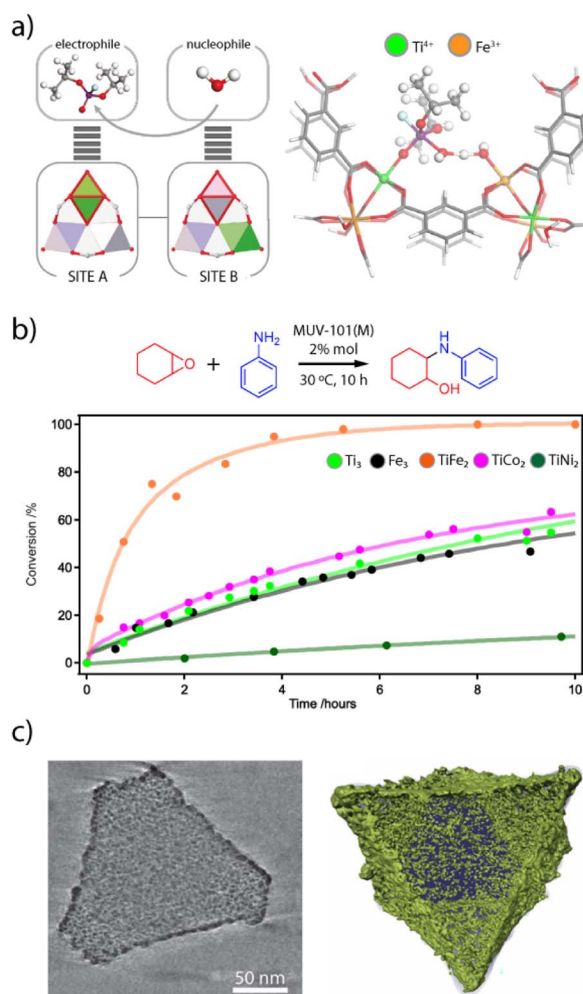 a)
electrophile
nucleophile
SITE A
SITE B
Ti⁴⁺
Fe³⁺
b)
O
+
NH₂
MUV-101(M)
2% mol
30 ºC, 10 h
H
N
OH
100
80
60
40
20
0
Conversion /%
Ti₃
Fe₃
TiFe₂
TiCo₂
TiNi₂
0
2
4
6
8
10
Time /hours
c)
50 nm